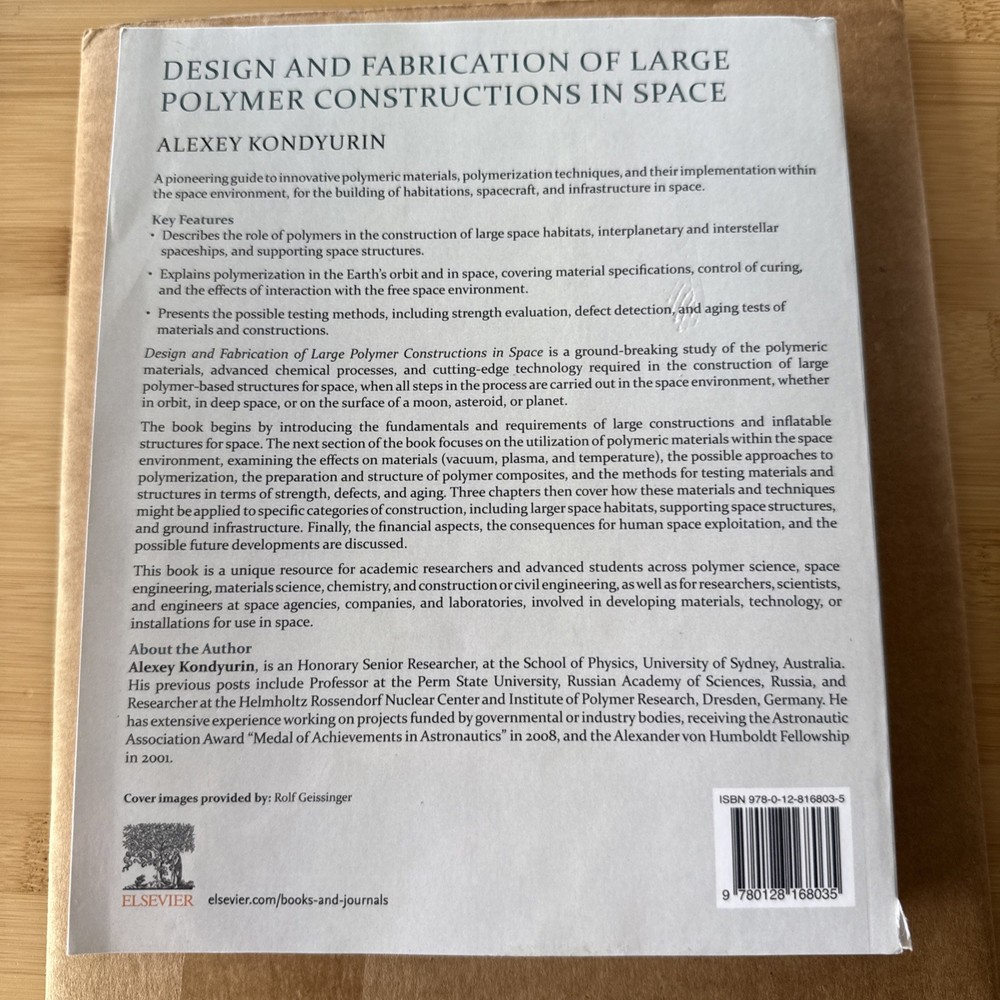 DESIGN AND FABRICATION OF LARGE
POLYMER CONSTRUCTIONS IN SPACE
ALEXEY KONDYURIN
A pioneering guide to innovative polymeric materials, polymerization techniques, and their implementation within
the space environment, for the building of habitations, spacecraft, and infrastructure in space.
Key Features
• Describes the role of polymers in the construction of large space habitats, interplanetary and interstellar
spaceships, and supporting space structures.
• Explains polymerization in the Earth's orbit and in space, covering material specifications, control of curing,
and the effects of interaction with the free space environment.
• Presents the possible testing methods, including strength evaluation, defect detection, and aging tests of
materials and constructions.
Design and Fabrication of Large Polymer Constructions in Space is a ground-breaking study of the polymeric
materials, advanced chemical processes, and cutting-edge technology required in the construction of large
polymer-based structures for space, when all steps in the process are carried out in the space environment, whether
in orbit, in deep space, or on the surface of a moon, asteroid, or planet.
The book begins by introducing the fundamentals and requirements of large constructions and inflatable
structures for space. The next section of the book focuses on the utilization of polymeric materials within the space
environment, examining the effects on materials (vacuum, plasma, and temperature), the possible approaches to
polymerization, the preparation and structure of polymer composites, and the methods for testing materials and
structures in terms of strength, defects, and aging. Three chapters then cover how these materials and techniques
might be applied to specific categories of construction, including larger space habitats, supporting space structures,
and ground infrastructure. Finally, the financial aspects, the consequences for human space exploitation, and the
possible future developments are discussed.
This book is a unique resource for academic researchers and advanced students across polymer science, space
engineering, materials science, chemistry, and construction or civil engineering, as well as for researchers, scientists,
and engineers at space agencies, companies, and laboratories, involved in developing materials, technology, or
installations for use in space.
About the Author
Alexey Kondyurin, is an Honorary Senior Researcher, at the School of Physics, University of Sydney, Australia.
His previous posts include Professor at the Perm State University, Russian Academy of Sciences, Russia, and
Researcher at the Helmholtz Rossendorf Nuclear Center and Institute of Polymer Research, Dresden, Germany. He
has extensive experience working on projects funded by governmental or industry bodies, receiving the Astronautic
Association Award "Medal of Achievements in Astronautics" in 2008, and the Alexander von Humboldt Fellowship
in 2001.
Cover images provided by: Rolf Geissinger
ISBN 978-0-12-816803-5
9 780128 168035
ELSEVIER
elsevier.com/books-and-journals